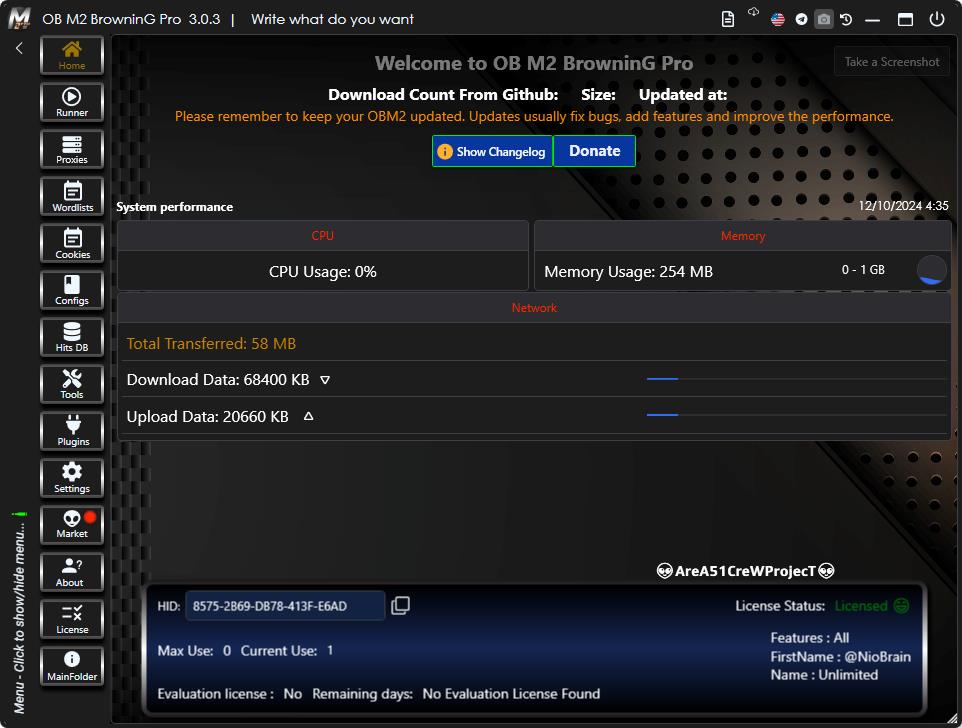 OB M2 BrowninG Pro 3.0.3 | Write what do you want
Home
Runner
Proxies
Wordlists
Cookies
Configs
Hits DB
Tools
Plugins
Settings
Market
About
License
MainFolder
Menu - Click to show/hide menu...
Welcome to OB M2 BrowninG Pro
Take a Screenshot
Download Count From Github: Size: Updated at:
Please remember to keep your OBM2 updated. Updates usually fix bugs, add features and improve the performance.
Show Changelog Donate
System performance 12/10/2024 4:35
CPU Memory
CPU Usage: 0% Memory Usage: 254 MB 0 - 1 GB
Network
Total Transferred: 58 MB
Download Data: 68400 KB
Upload Data: 20660 KB
AreA51CreWProjecT
HID: 8575-2B69-DB78-413F-E6AD License Status: Licensed
Features : All
Max Use: 0 Current Use: 1 FirstName : @NioBrain
Name : Unlimited
Evaluation license : No Remaining days: No Evaluation License Found